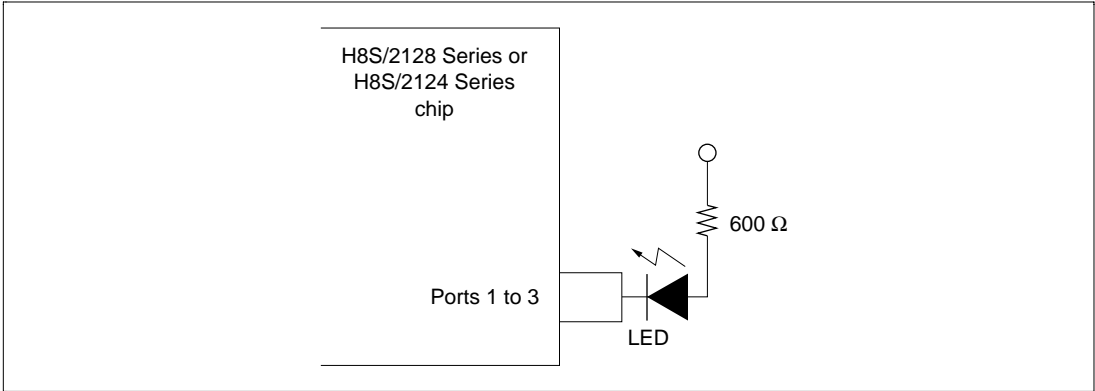 H8S/2128 Series or
H8S/2124 Series
chip
600 Ω
Ports 1 to 3
LED